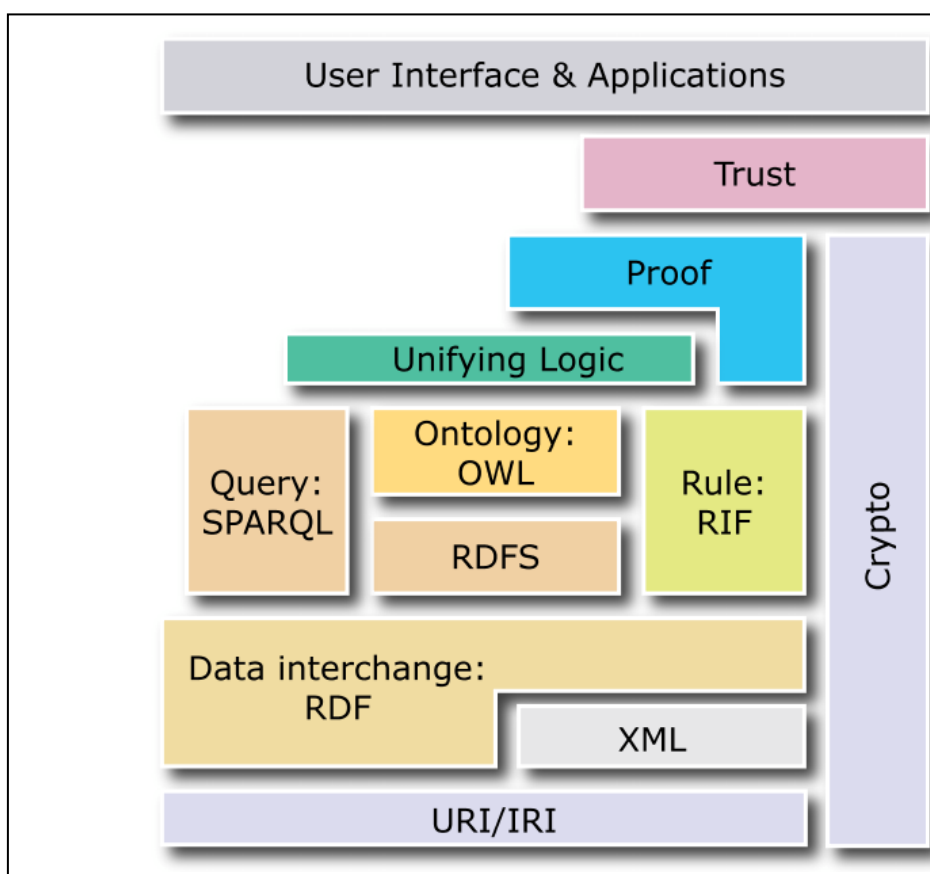 User Interface & Applications
Trust
Proof
Unifying Logic
Query:
SPARQL
Ontology:
OWL
RDFS
Rule:
RIF
Crypto
Data interchange:
RDF
XML
URI/IRI